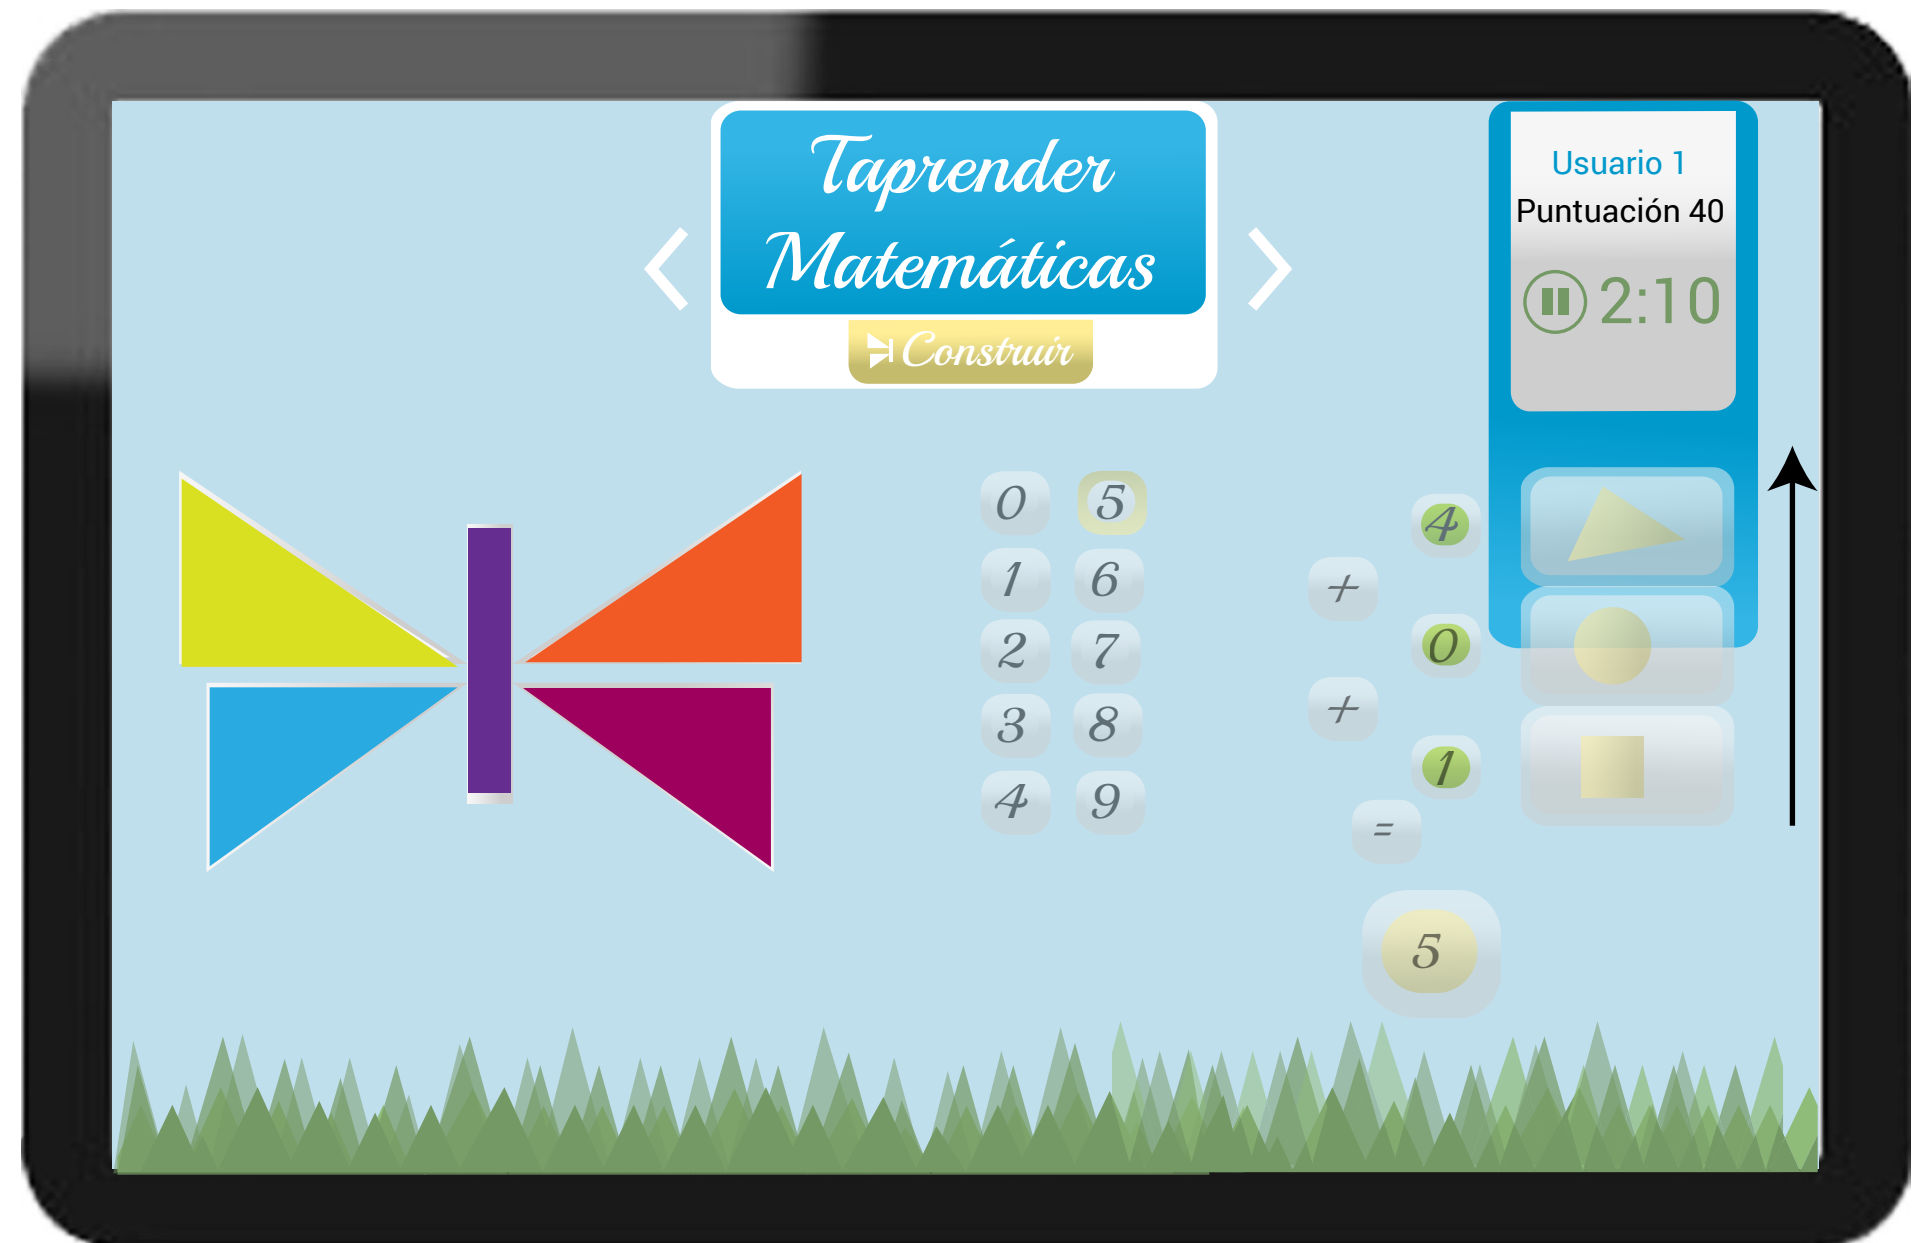 Taprender
Matemáticas
Construir
Usuario 1
Puntuación 40
2:10
0 5
1 6
2 7
3 8
4 9
4
+
0
+
1
=
5